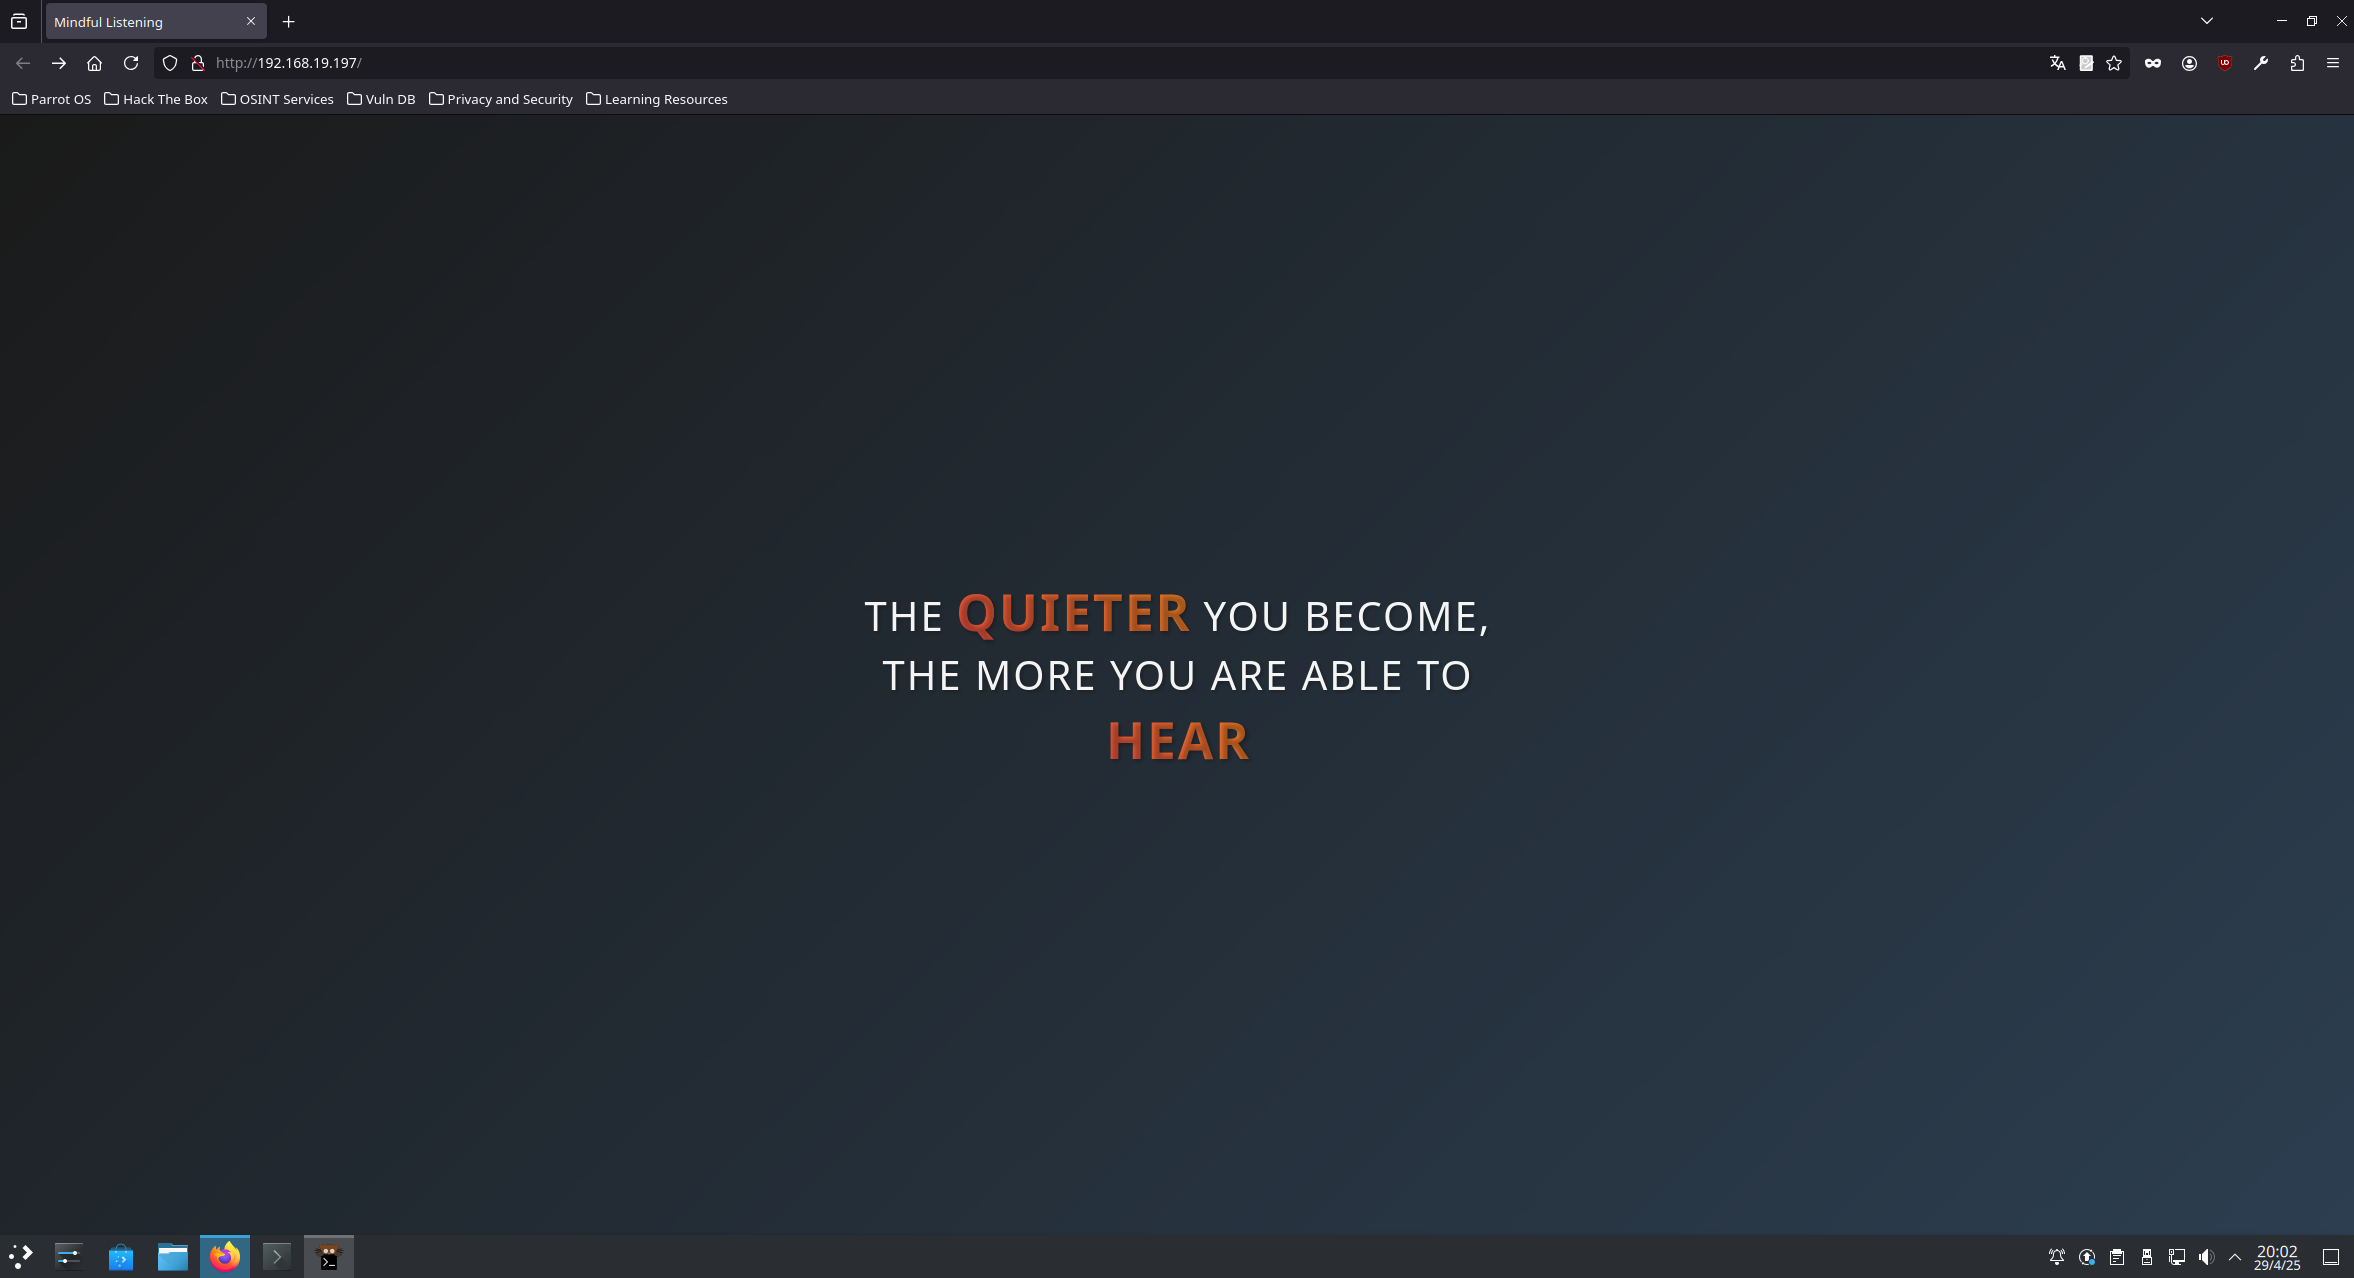 Mindful Listening
http://192.168.19.197/
Parrot OS Hack The Box OSINT Services Vuln DB Privacy and Security Learning Resources
THE QUIETER YOU BECOME,
THE MORE YOU ARE ABLE TO
HEAR
20:02
29/4/25